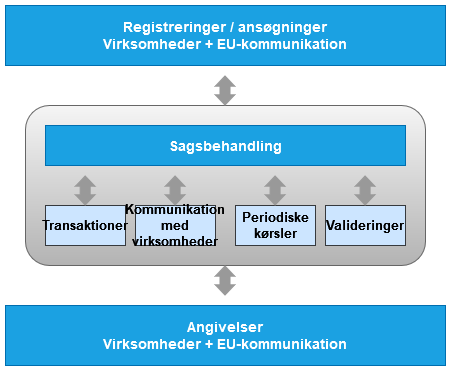 Registreringer / ansøgninger
Virksomheder + EU-kommunikation
Sagsbehandling
Transaktioner
Kommunikation
med
virksomheder
Periodiske
kørsler
Valideringer
Angivelser
Virksomheder + EU-kommunikation